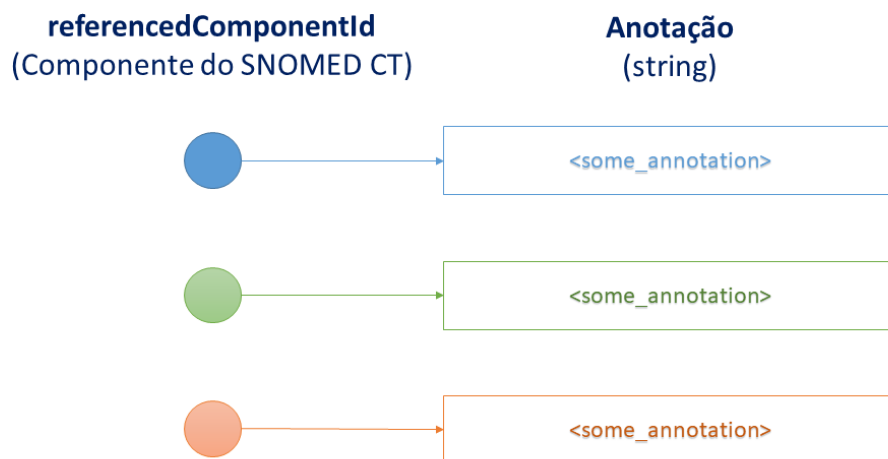 referencedComponentId
(Componente do SNOMED CT)
Anotação
(string)
<some_annotation>
<some_annotation>
<some_annotation>